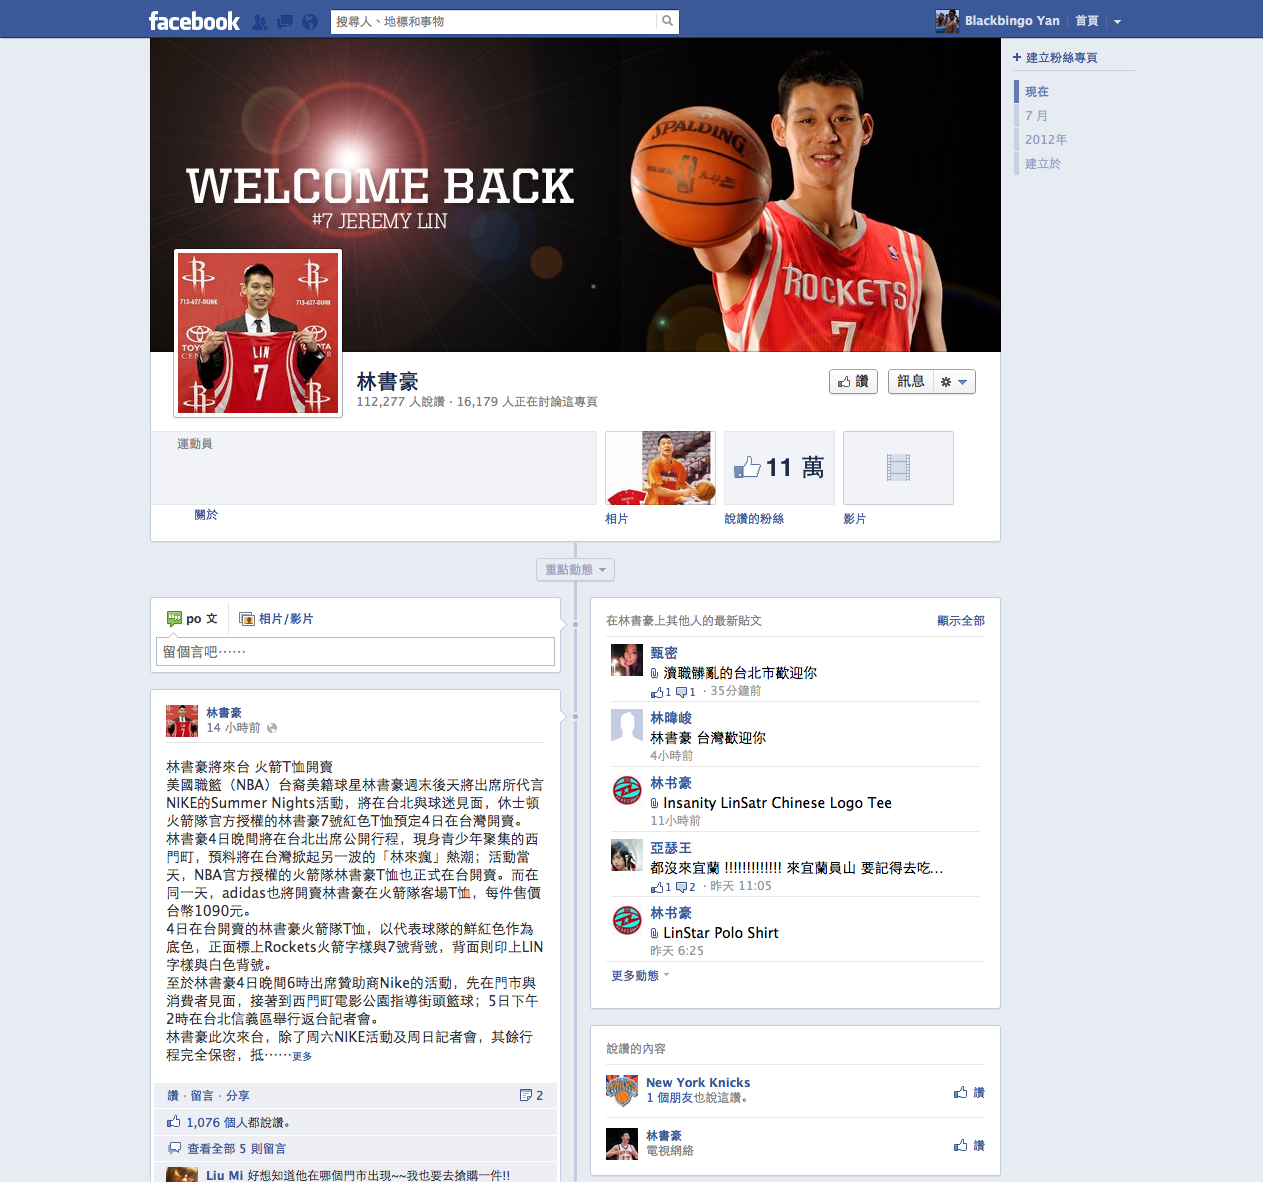 facebook
搜尋人、地標和事物
Blackbingo Yan
首頁
建立粉絲專頁
現在
7 月
2012年
建立於
SPALDING
WELCOME BACK
#7 JEREMY LIN
ROCKETS
7
713-627-DUNK
713-627-DUNK
LIN
7
林書豪
112,277 人說讚 · 16,179 人正在討論這專頁
讚
訊息
運動員
11 萬
關於
相片
說讚的粉絲
影片
重點動態
po 文
相片/影片
留個言吧⋯⋯
林書豪
14 小時前
林書豪將來台 火箭T恤開賣
美國職籃（NBA）台裔美籍球星林書豪週末後天將出席所代言
NIKE的Summer Nights活動，將在台北與球迷見面，休士頓
火箭隊官方授權的林書豪7號紅色T恤預定4日在台灣開賣。
林書豪4日晚間將在台北出席公開行程，現身青少年聚集的西
門町，預料將在台灣掀起另一波的「林來瘋」熱潮；活動當
天，NBA官方授權的火箭隊林書豪T恤也正式在台開賣。而在
同一天，adidas也將開賣林書豪在火箭隊客場T恤，每件售價
台幣1090元。
4日在台開賣的林書豪火箭隊T恤，以代表球隊的鮮紅色作為
底色，正面標上Rockets火箭字樣與7號背號，背面則印上LIN
字樣與白色背號。
至於林書豪4日晚間6時出席贊助商Nike的活動，先在門市與
消費者見面，接著到西門町電影公園指導街頭籃球；5日下午
2時在台北信義區舉行返台記者會。
林書豪此次來台，除了周六NIKE活動及周日記者會，其餘行
程完全保密，抵⋯⋯更多
讚 · 留言 · 分享
2
1,076 個人都說讚。
查看全部 5 則留言
Liu Mi 好想知道他在哪個門市出現~~我也要去搶購一件!!
在林書豪上其他人的最新貼文
顯示全部
甄密
瀆職髒亂的台北市歡迎你
1 1 · 35分鐘前
林暐峻
林書豪 台灣歡迎你
4小時前
林书豪
Insanity LinSatr Chinese Logo Tee
11小時前
亞瑟王
都沒來宜蘭 !!!!!!!!!!!!! 來宜蘭員山 要記得去吃...
1 2 · 昨天 11:05
林书豪
LinStar Polo Shirt
昨天 6:25
更多動態
說讚的內容
New York Knicks
1 個朋友也說這讚。
讚
林書豪
電視網絡
讚